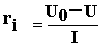 rᵢ = U₀−U / I